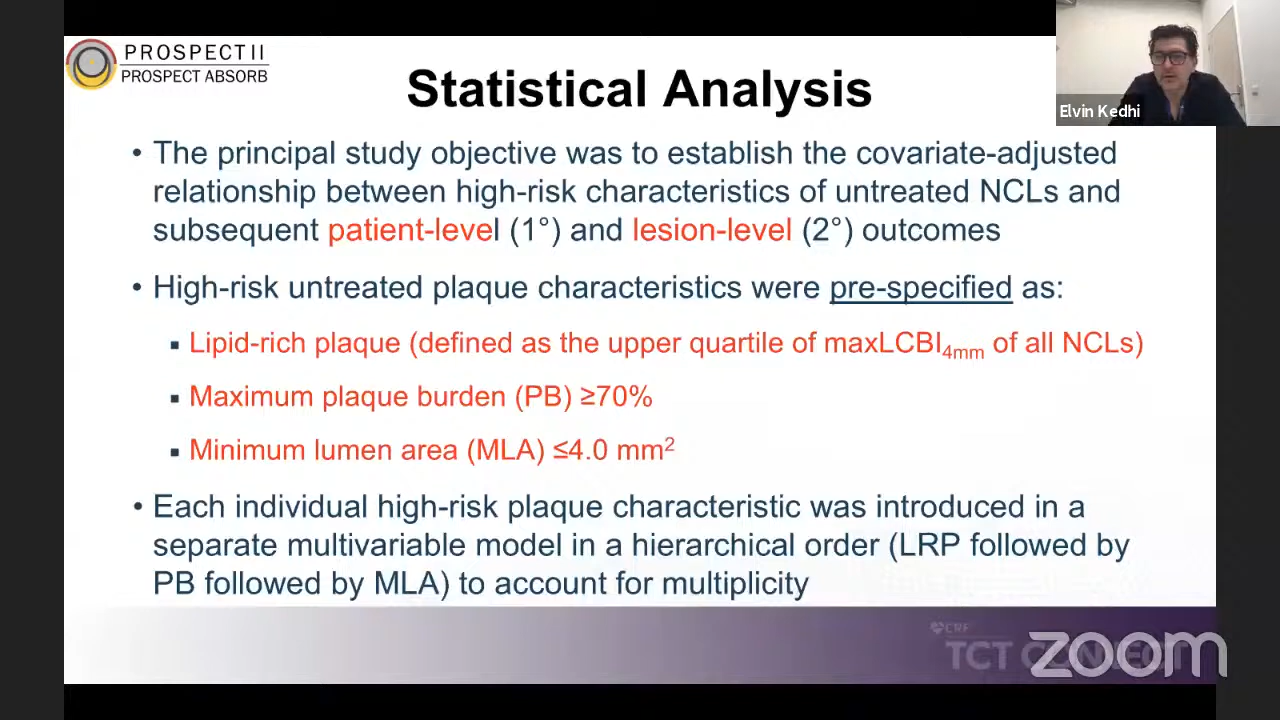 PROSPECT II
PROSPECT ABSORB
Statistical Analysis
Elvin Kedhi
• The principal study objective was to establish the covariate-adjusted
relationship between high-risk characteristics of untreated NCLs and
subsequent patient-level (1°) and lesion-level (2°) outcomes
• High-risk untreated plaque characteristics were pre-specified as:
▪ Lipid-rich plaque (defined as the upper quartile of maxLCBI4mm of all NCLs)
▪ Maximum plaque burden (PB) ≥70%
▪ Minimum lumen area (MLA) ≤4.0 mm²
• Each individual high-risk plaque characteristic was introduced in a
separate multivariable model in a hierarchical order (LRP followed by
PB followed by MLA) to account for multiplicity
CRF
TCT
zoom